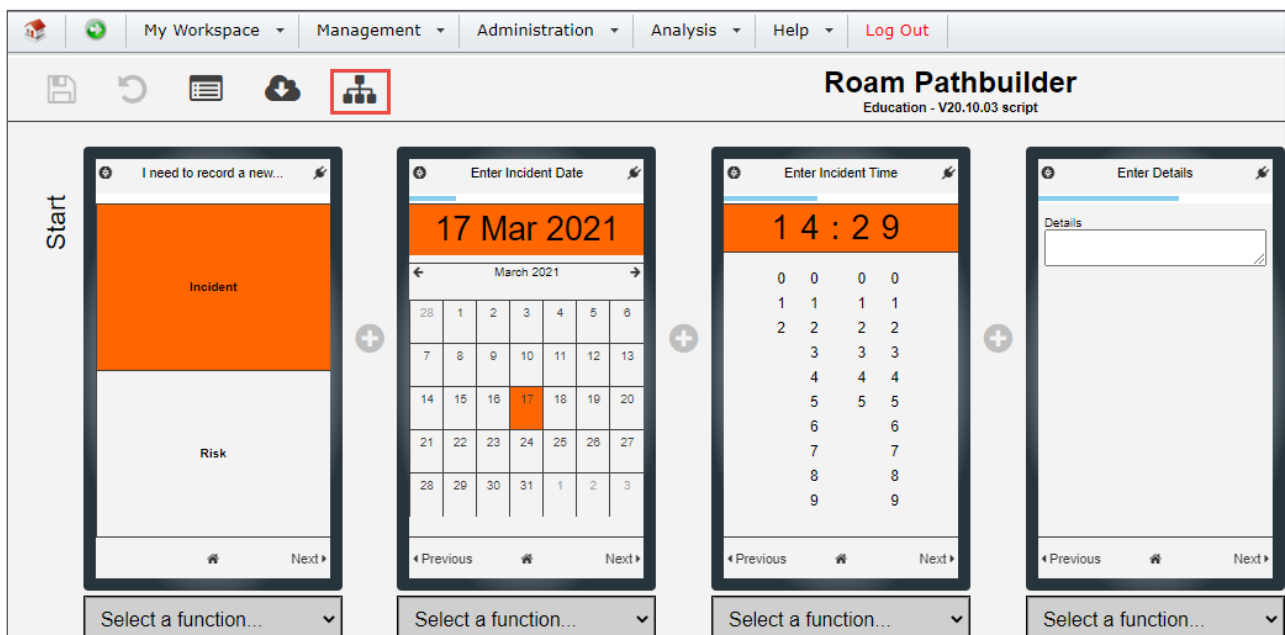 My Workspace Management Administration Analysis Help Log Out
Roam Pathbuilder
Education - V20.10.03 script
Start
I need to record a new...
Incident
Risk
Next
Select a function...
Enter Incident Date
17 Mar 2021
March 2021
28 1 2 3 4 5 6
7 8 9 10 11 12 13
14 15 16 17 18 19 20
21 22 23 24 25 26 27
28 29 30 31 1 2 3
Previous Next
Select a function...
Enter Incident Time
14:29
0 0 0 0
1 1 1 1
2 2 2 2
3 3 3
4 4 4
5 5 5
6 6
7 7
8 8
9 9
Previous Next
Select a function...
Enter Details
Details
Previous Next
Select a function...